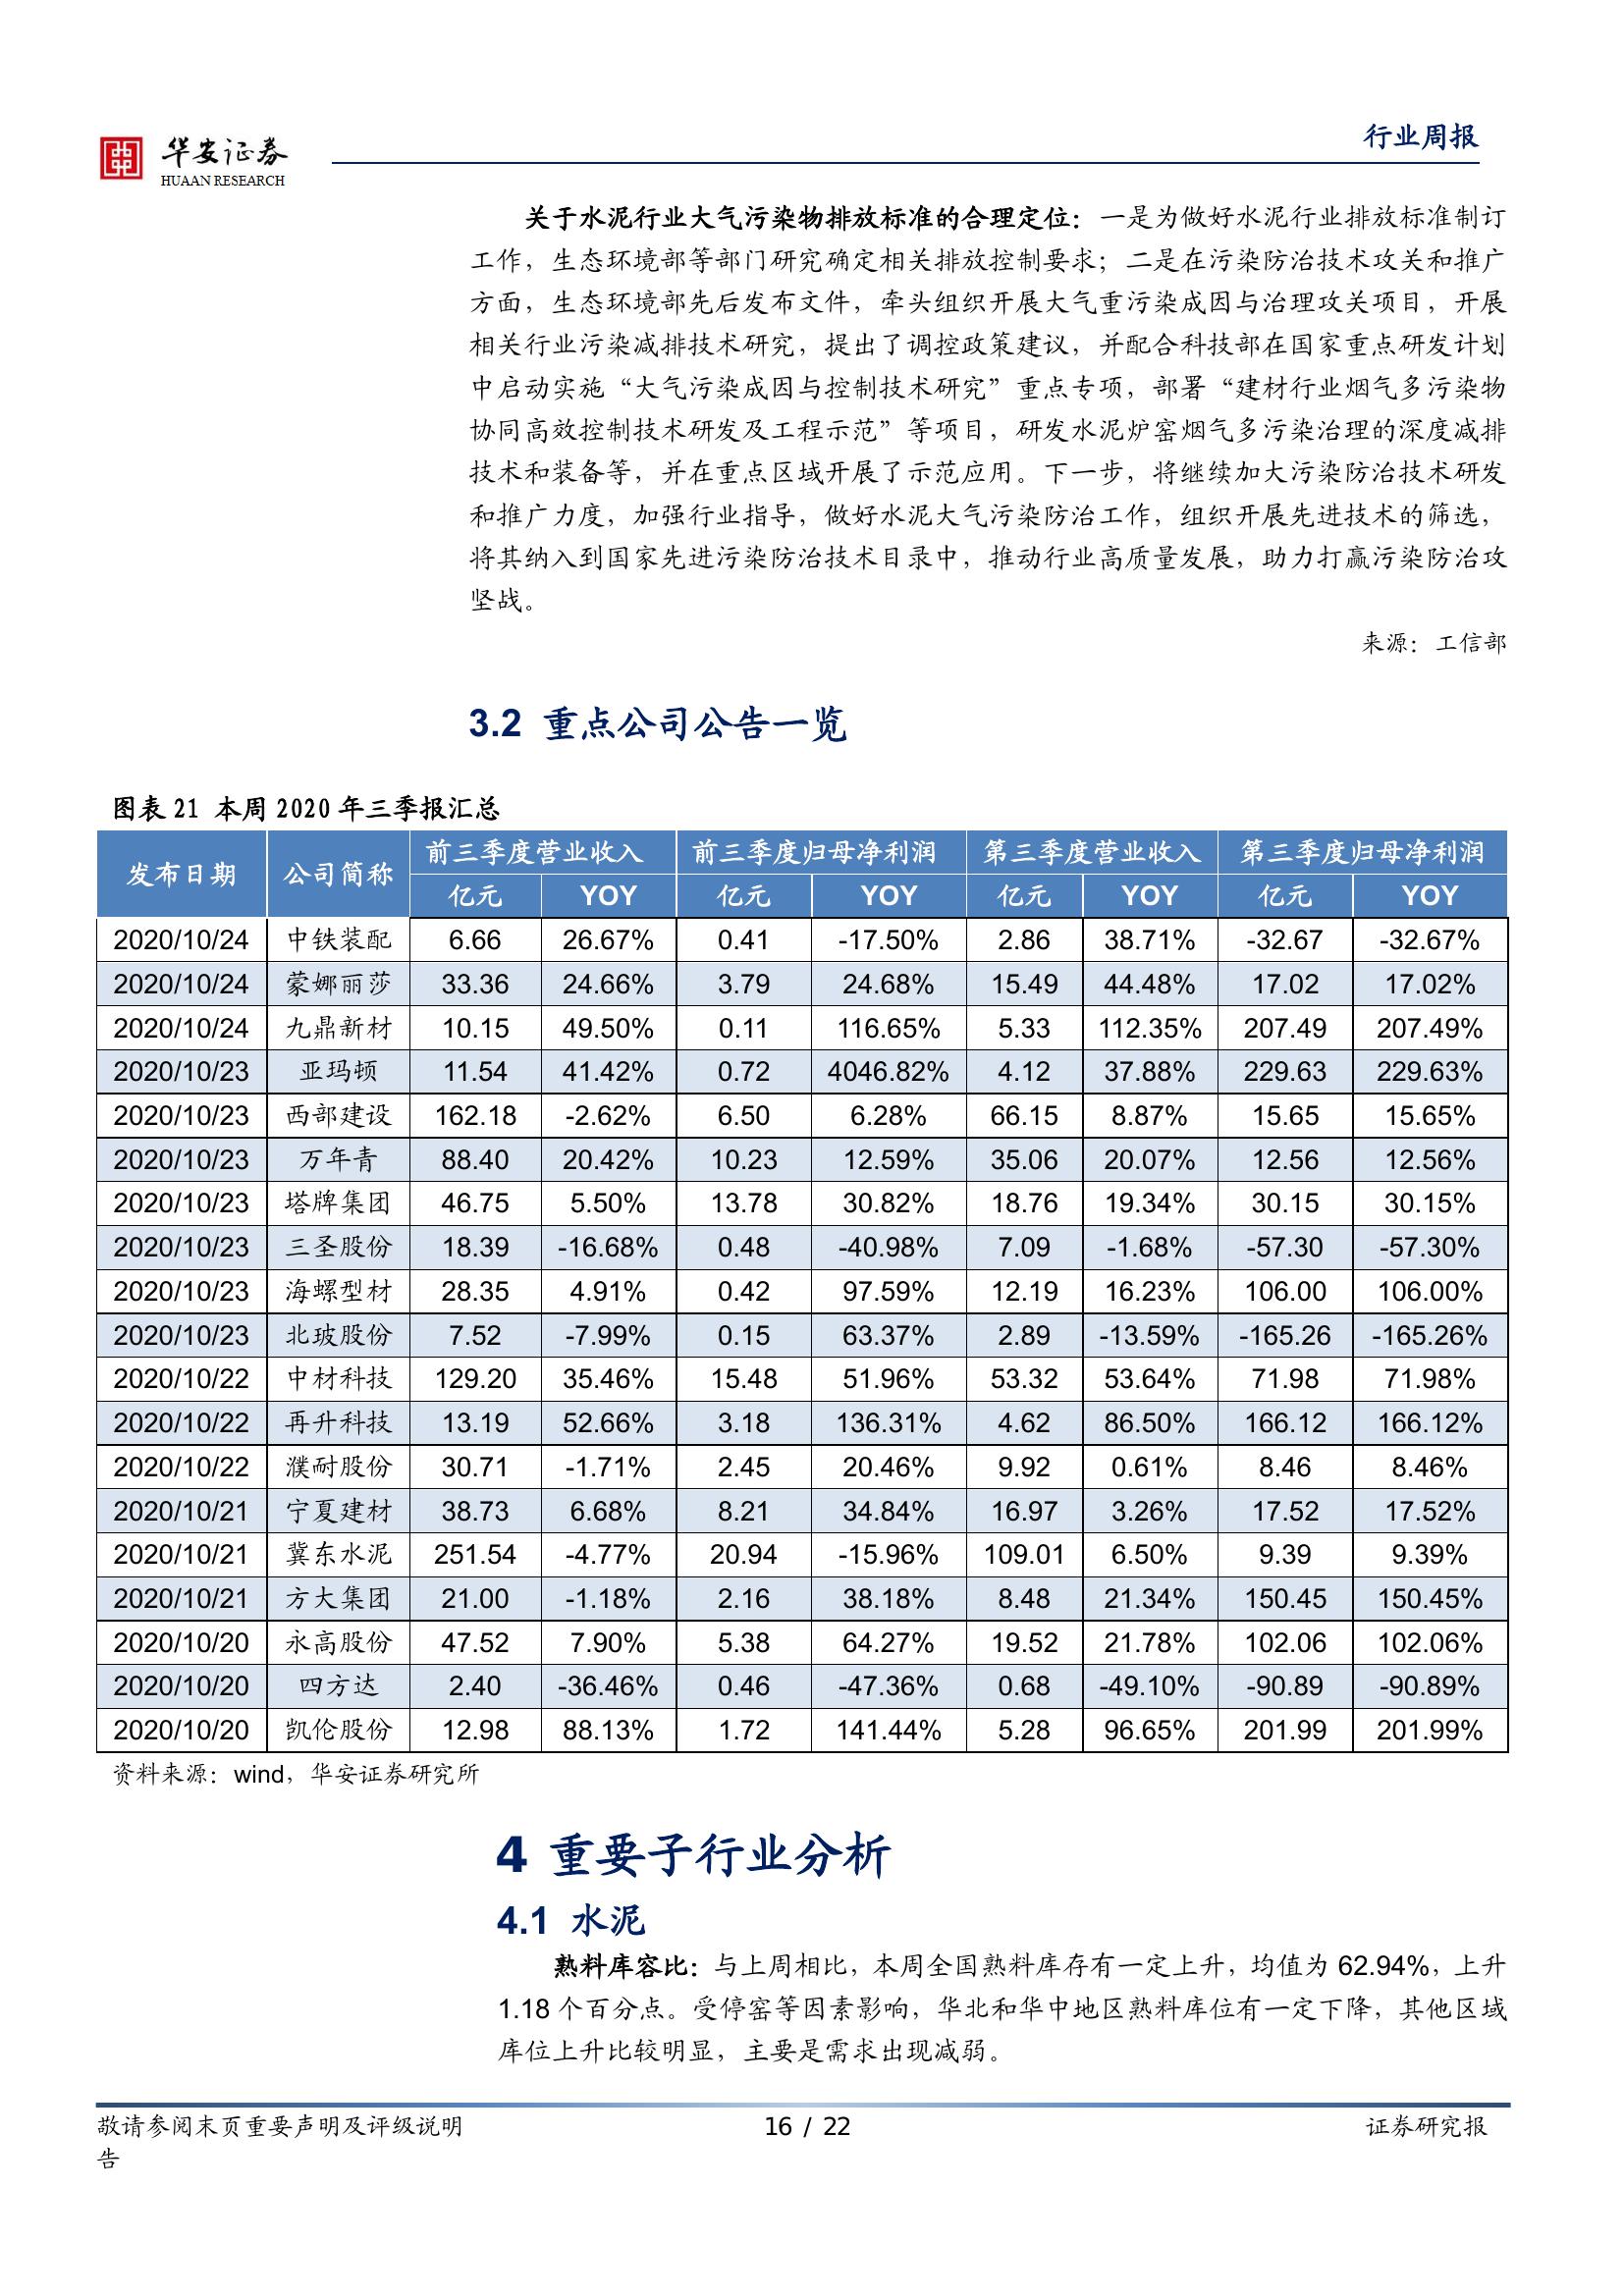 华安证券
HUAAN RESEARCH
行业周报
关于水泥行业大气污染物排放标准的合理定位：一是为做好水泥行业排放标准制订
工作，生态环境部等部门研究确定相关排放控制要求；二是在污染防治技术攻关和推广
方面，生态环境部先后发布文件，牵头组织开展大气重污染成因与治理攻关项目，开展
相关行业污染减排技术研究，提出了调控政策建议，并配合科技部在国家重点研发计划
中启动实施“大气污染成因与控制技术研究”重点专项，部署“建材行业烟气多污染物
协同高效控制技术研发及工程示范”等项目，研发水泥炉窑烟气多污染治理的深度减排
技术和装备等，并在重点区域开展了示范应用。下一步，将继续加大污染防治技术研发
和推广力度，加强行业指导，做好水泥大气污染防治工作，组织开展先进技术的筛选，
将其纳入到国家先进污染防治技术目录中，推动行业高质量发展，助力打赢污染防治攻
坚战。
来源：工信部
3.2 重点公司公告一览
图表 21 本周 2020 年三季报汇总
发布日期 公司简称 前三季度营业收入 前三季度归母净利润 第三季度营业收入 第三季度归母净利润
亿元 YOY 亿元 YOY 亿元 YOY 亿元 YOY
2020/10/24 中铁装配 6.66 26.67% 0.41 -17.50% 2.86 38.71% -32.67 -32.67%
2020/10/24 蒙娜丽莎 33.36 24.66% 3.79 24.68% 15.49 44.48% 17.02 17.02%
2020/10/24 九鼎新材 10.15 49.50% 0.11 116.65% 5.33 112.35% 207.49 207.49%
2020/10/23 亚玛顿 11.54 41.42% 0.72 4046.82% 4.12 37.88% 229.63 229.63%
2020/10/23 西部建设 162.18 -2.62% 6.50 6.28% 66.15 8.87% 15.65 15.65%
2020/10/23 万年青 88.40 20.42% 10.23 12.59% 35.06 20.07% 12.56 12.56%
2020/10/23 塔牌集团 46.75 5.50% 13.78 30.82% 18.76 19.34% 30.15 30.15%
2020/10/23 三圣股份 18.39 -16.68% 0.48 -40.98% 7.09 -1.68% -57.30 -57.30%
2020/10/23 海螺型材 28.35 4.91% 0.42 97.59% 12.19 16.23% 106.00 106.00%
2020/10/23 北玻股份 7.52 -7.99% 0.15 63.37% 2.89 -13.59% -165.26 -165.26%
2020/10/22 中材科技 129.20 35.46% 15.48 51.96% 53.32 53.64% 71.98 71.98%
2020/10/22 再升科技 13.19 52.66% 3.18 136.31% 4.62 86.50% 166.12 166.12%
2020/10/22 濮耐股份 30.71 -1.71% 2.45 20.46% 9.92 0.61% 8.46 8.46%
2020/10/21 宁夏建材 38.73 6.68% 8.21 34.84% 16.97 3.26% 17.52 17.52%
2020/10/21 冀东水泥 251.54 -4.77% 20.94 -15.96% 109.01 6.50% 9.39 9.39%
2020/10/21 方大集团 21.00 -1.18% 2.16 38.18% 8.48 21.34% 150.45 150.45%
2020/10/20 永高股份 47.52 7.90% 5.38 64.27% 19.52 21.78% 102.06 102.06%
2020/10/20 四方达 2.40 -36.46% 0.46 -47.36% 0.68 -49.10% -90.89 -90.89%
2020/10/20 凯伦股份 12.98 88.13% 1.72 141.44% 5.28 96.65% 201.99 201.99%
资料来源：wind，华安证券研究所
4 重要子行业分析
4.1 水泥
熟料库容比：与上周相比，本周全国熟料库存有一定上升，均值为 62.94%，上升
1.18 个百分点。受停窑等因素影响，华北和华中地区熟料库位有一定下降，其他区域
库位上升比较明显，主要是需求出现减弱。
敬请参阅末页重要声明及评级说明 16 / 22 证券研究报
告